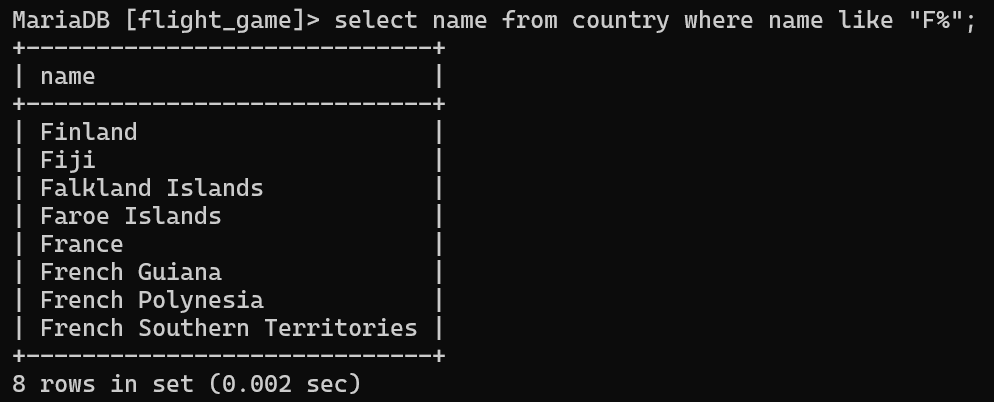 MariaDB [flight_game]> select name from country where name like "F%";
+-----------------------------+
| name                        |
+-----------------------------+
| Finland                     |
| Fiji                        |
| Falkland Islands            |
| Faroe Islands               |
| France                      |
| French Guiana               |
| French Polynesia            |
| French Southern Territories |
+-----------------------------+
8 rows in set (0.002 sec)